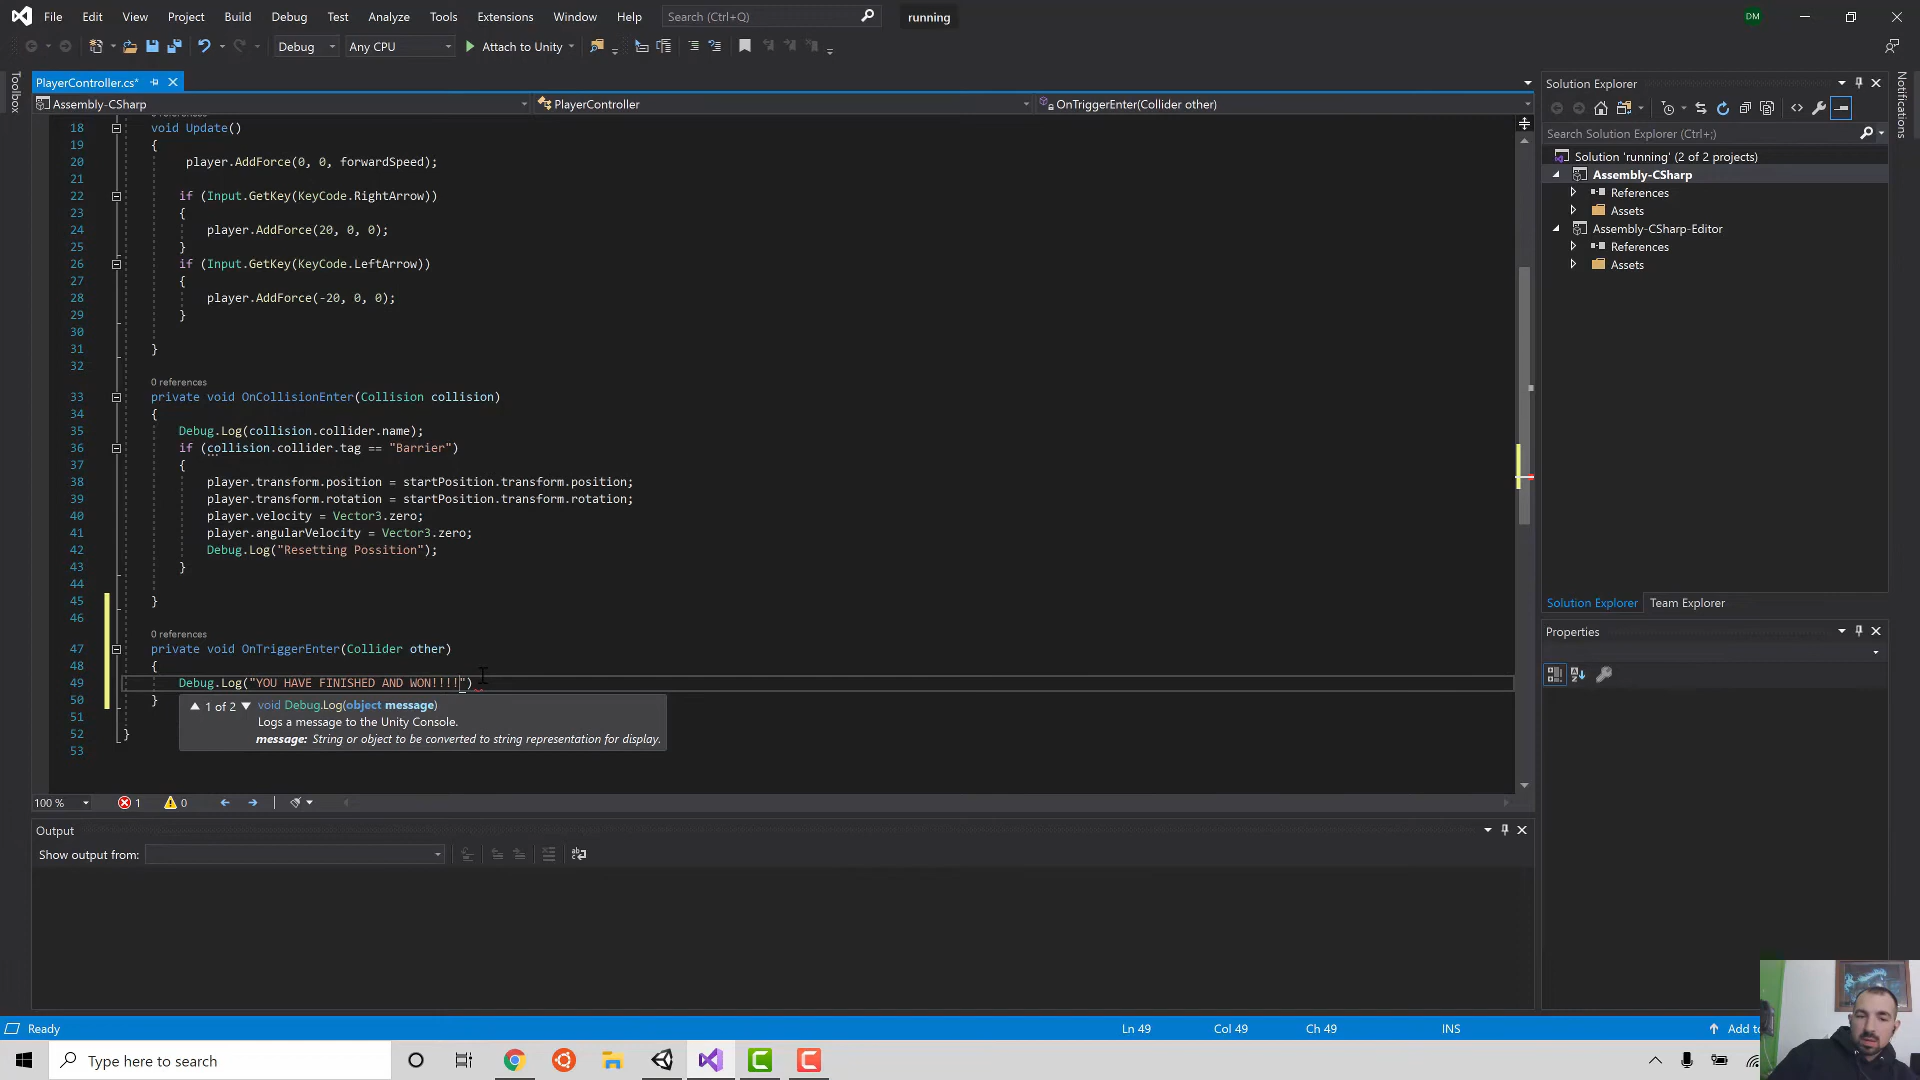 File Edit View Project Build Debug Test Analyze Tools Extensions Window Help Search (Ctrl+Q) running DM
Debug Any CPU Attach to Unity
Toolbox
PlayerController.cs*
Assembly-CSharp PlayerController OnTriggerEnter(Collider other)
18 void Update()
19 {
20 player.AddForce(0, 0, forwardSpeed);
21
22 if (Input.GetKey(KeyCode.RightArrow))
23 {
24 player.AddForce(20, 0, 0);
25 }
26 if (Input.GetKey(KeyCode.LeftArrow))
27 {
28 player.AddForce(-20, 0, 0);
29 }
30
31 }
32
0 references
33 private void OnCollisionEnter(Collision collision)
34 {
35 Debug.Log(collision.collider.name);
36 if (collision.collider.tag == "Barrier")
37 {
38 player.transform.position = startPosition.transform.position;
39 player.transform.rotation = startPosition.transform.rotation;
40 player.velocity = Vector3.zero;
41 player.angularVelocity = Vector3.zero;
42 Debug.Log("Resetting Possition");
43 }
44
45 }
46
0 references
47 private void OnTriggerEnter(Collider other)
48 {
49 Debug.Log("YOU HAVE FINISHED AND WON!!!!")
50 }
1 of 2 void Debug.Log(object message)
Logs a message to the Unity Console.
message: String or object to be converted to string representation for display.
51
52 }
53
100 % 1 0
Output
Show output from:
Solution Explorer
Search Solution Explorer (Ctrl+;)
Solution 'running' (2 of 2 projects)
Assembly-CSharp
References
Assets
Assembly-CSharp-Editor
References
Assets
Solution Explorer Team Explorer
Properties
Notifications
Ready Ln 49 Col 49 Ch 49 INS Add to
Type here to search